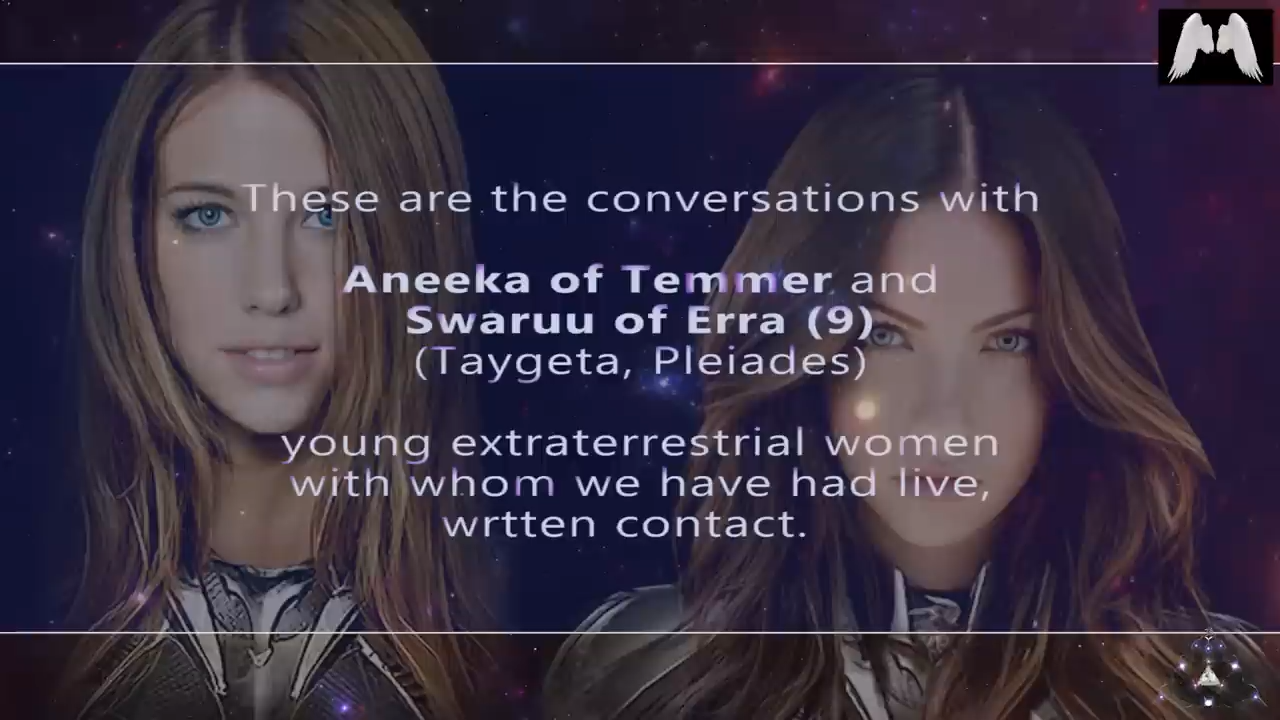 These are the conversations with
Aneeka of Temmer and
Swaruu of Erra (9)
(Taygeta, Pleiades)
young extraterrestrial women
with whom we have had live,
wrtten contact.